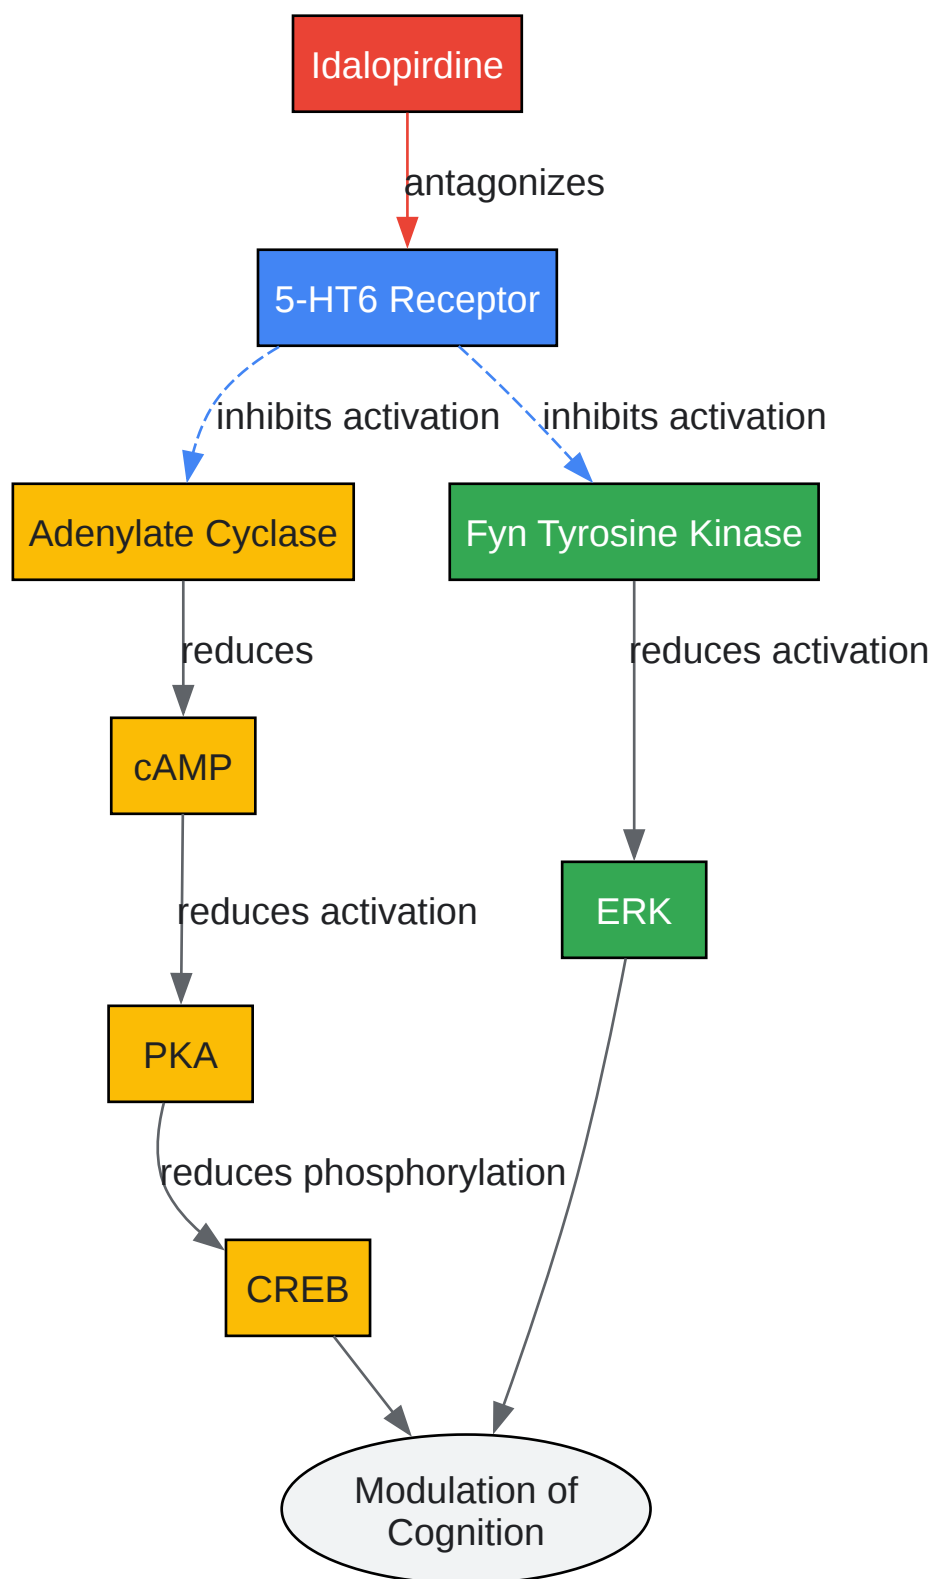 Idalopirdine
antagonizes
5-HT6 Receptor
inhibits activation
inhibits activation
Adenylate Cyclase
Fyn Tyrosine Kinase
reduces
reduces activation
cAMP
reduces activation
ERK
PKA
reduces phosphorylation
CREB
Modulation of
Cognition